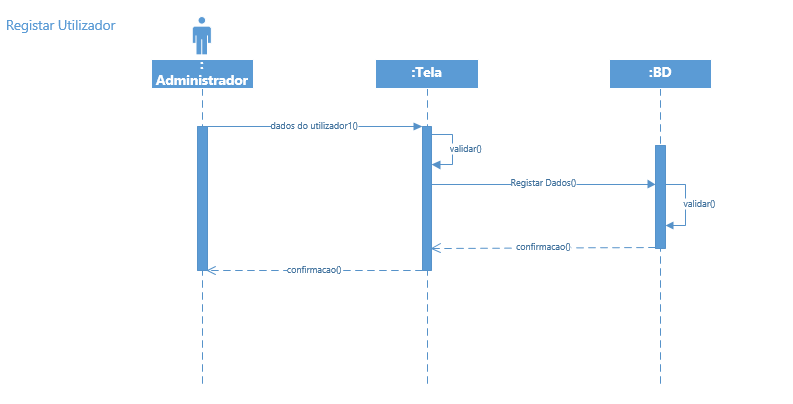 Registar Utilizador
:
Administrador
:Tela
:BD
dados do utilizador1()
validar()
Registar Dados()
validar()
confirmacao()
confirmacao()